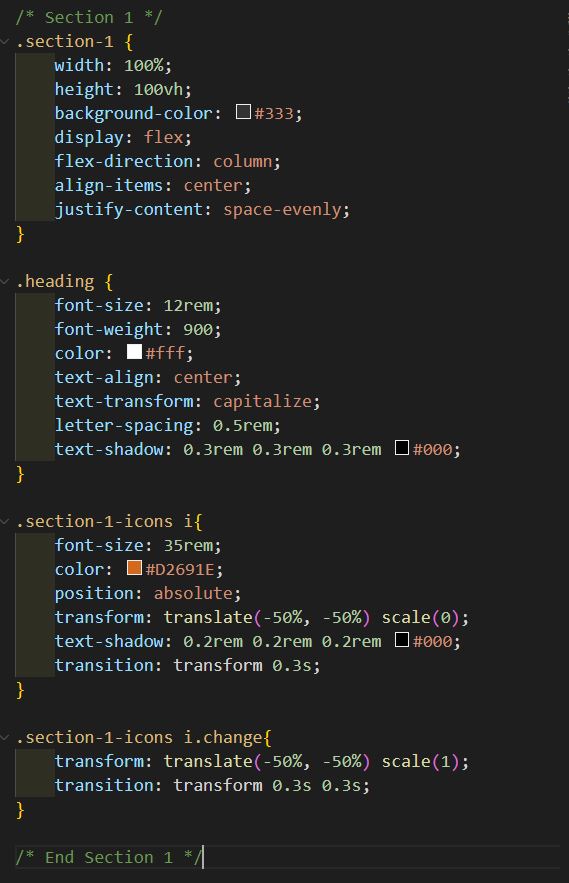 /* Section 1 */
.section-1 {
    width: 100%;
    height: 100vh;
    background-color: #333;
    display: flex;
    flex-direction: column;
    align-items: center;
    justify-content: space-evenly;
}

.heading {
    font-size: 12rem;
    font-weight: 900;
    color: #fff;
    text-align: center;
    text-transform: capitalize;
    letter-spacing: 0.5rem;
    text-shadow: 0.3rem 0.3rem 0.3rem #000;
}

.section-1-icons i{
    font-size: 35rem;
    color: #D2691E;
    position: absolute;
    transform: translate(-50%, -50%) scale(0);
    text-shadow: 0.2rem 0.2rem 0.2rem #000;
    transition: transform 0.3s;
}

.section-1-icons i.change{
    transform: translate(-50%, -50%) scale(1);
    transition: transform 0.3s 0.3s;
}

/* End Section 1 */